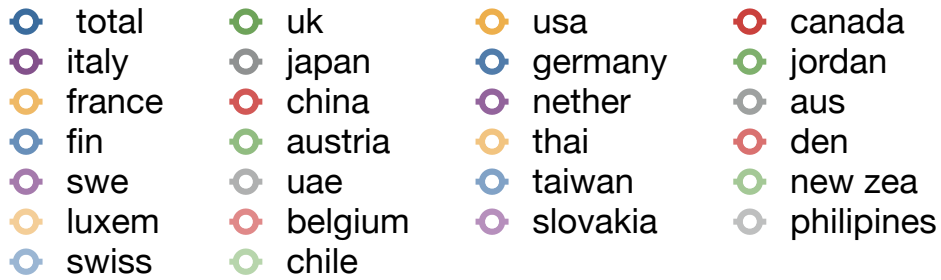 total uk usa canada
italy japan germany jordan
france china nether aus
fin austria thai den
swe uae taiwan new zea
luxem belgium slovakia philipines
swiss chile